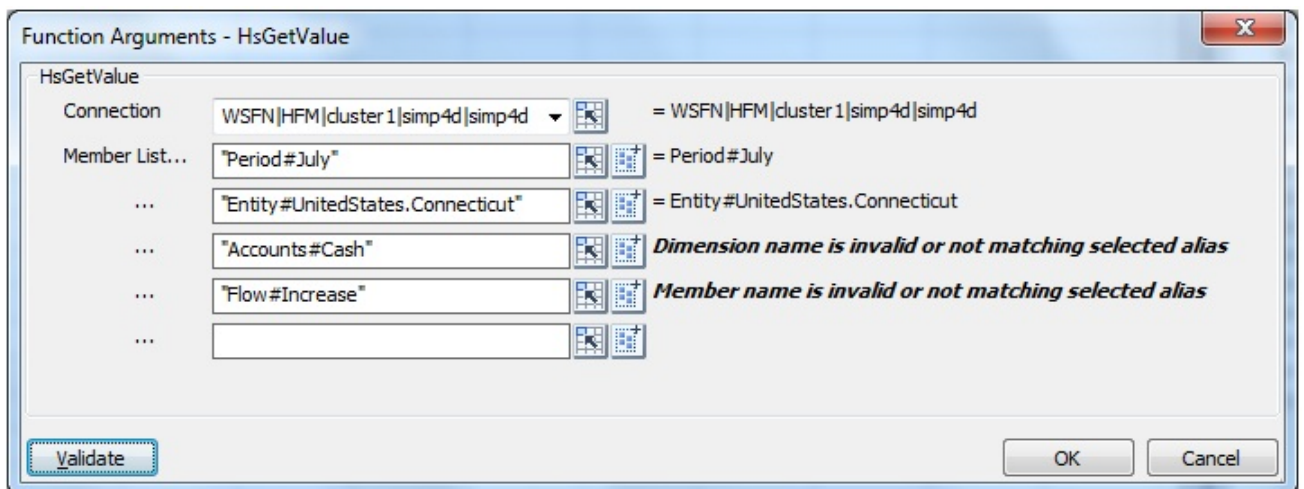 Function Arguments - HsGetValue
HsGetValue
Connection WSFN|HFM|cluster1|simp4d|simp4d = WSFN|HFM|cluster1|simp4d|simp4d
Member List... "Period#July" = Period#July
... "Entity#UnitedStates.Connecticut" = Entity#UnitedStates.Connecticut
... "Accounts#Cash" Dimension name is invalid or not matching selected alias
... "Flow#Increase" Member name is invalid or not matching selected alias
...
Validate OK Cancel